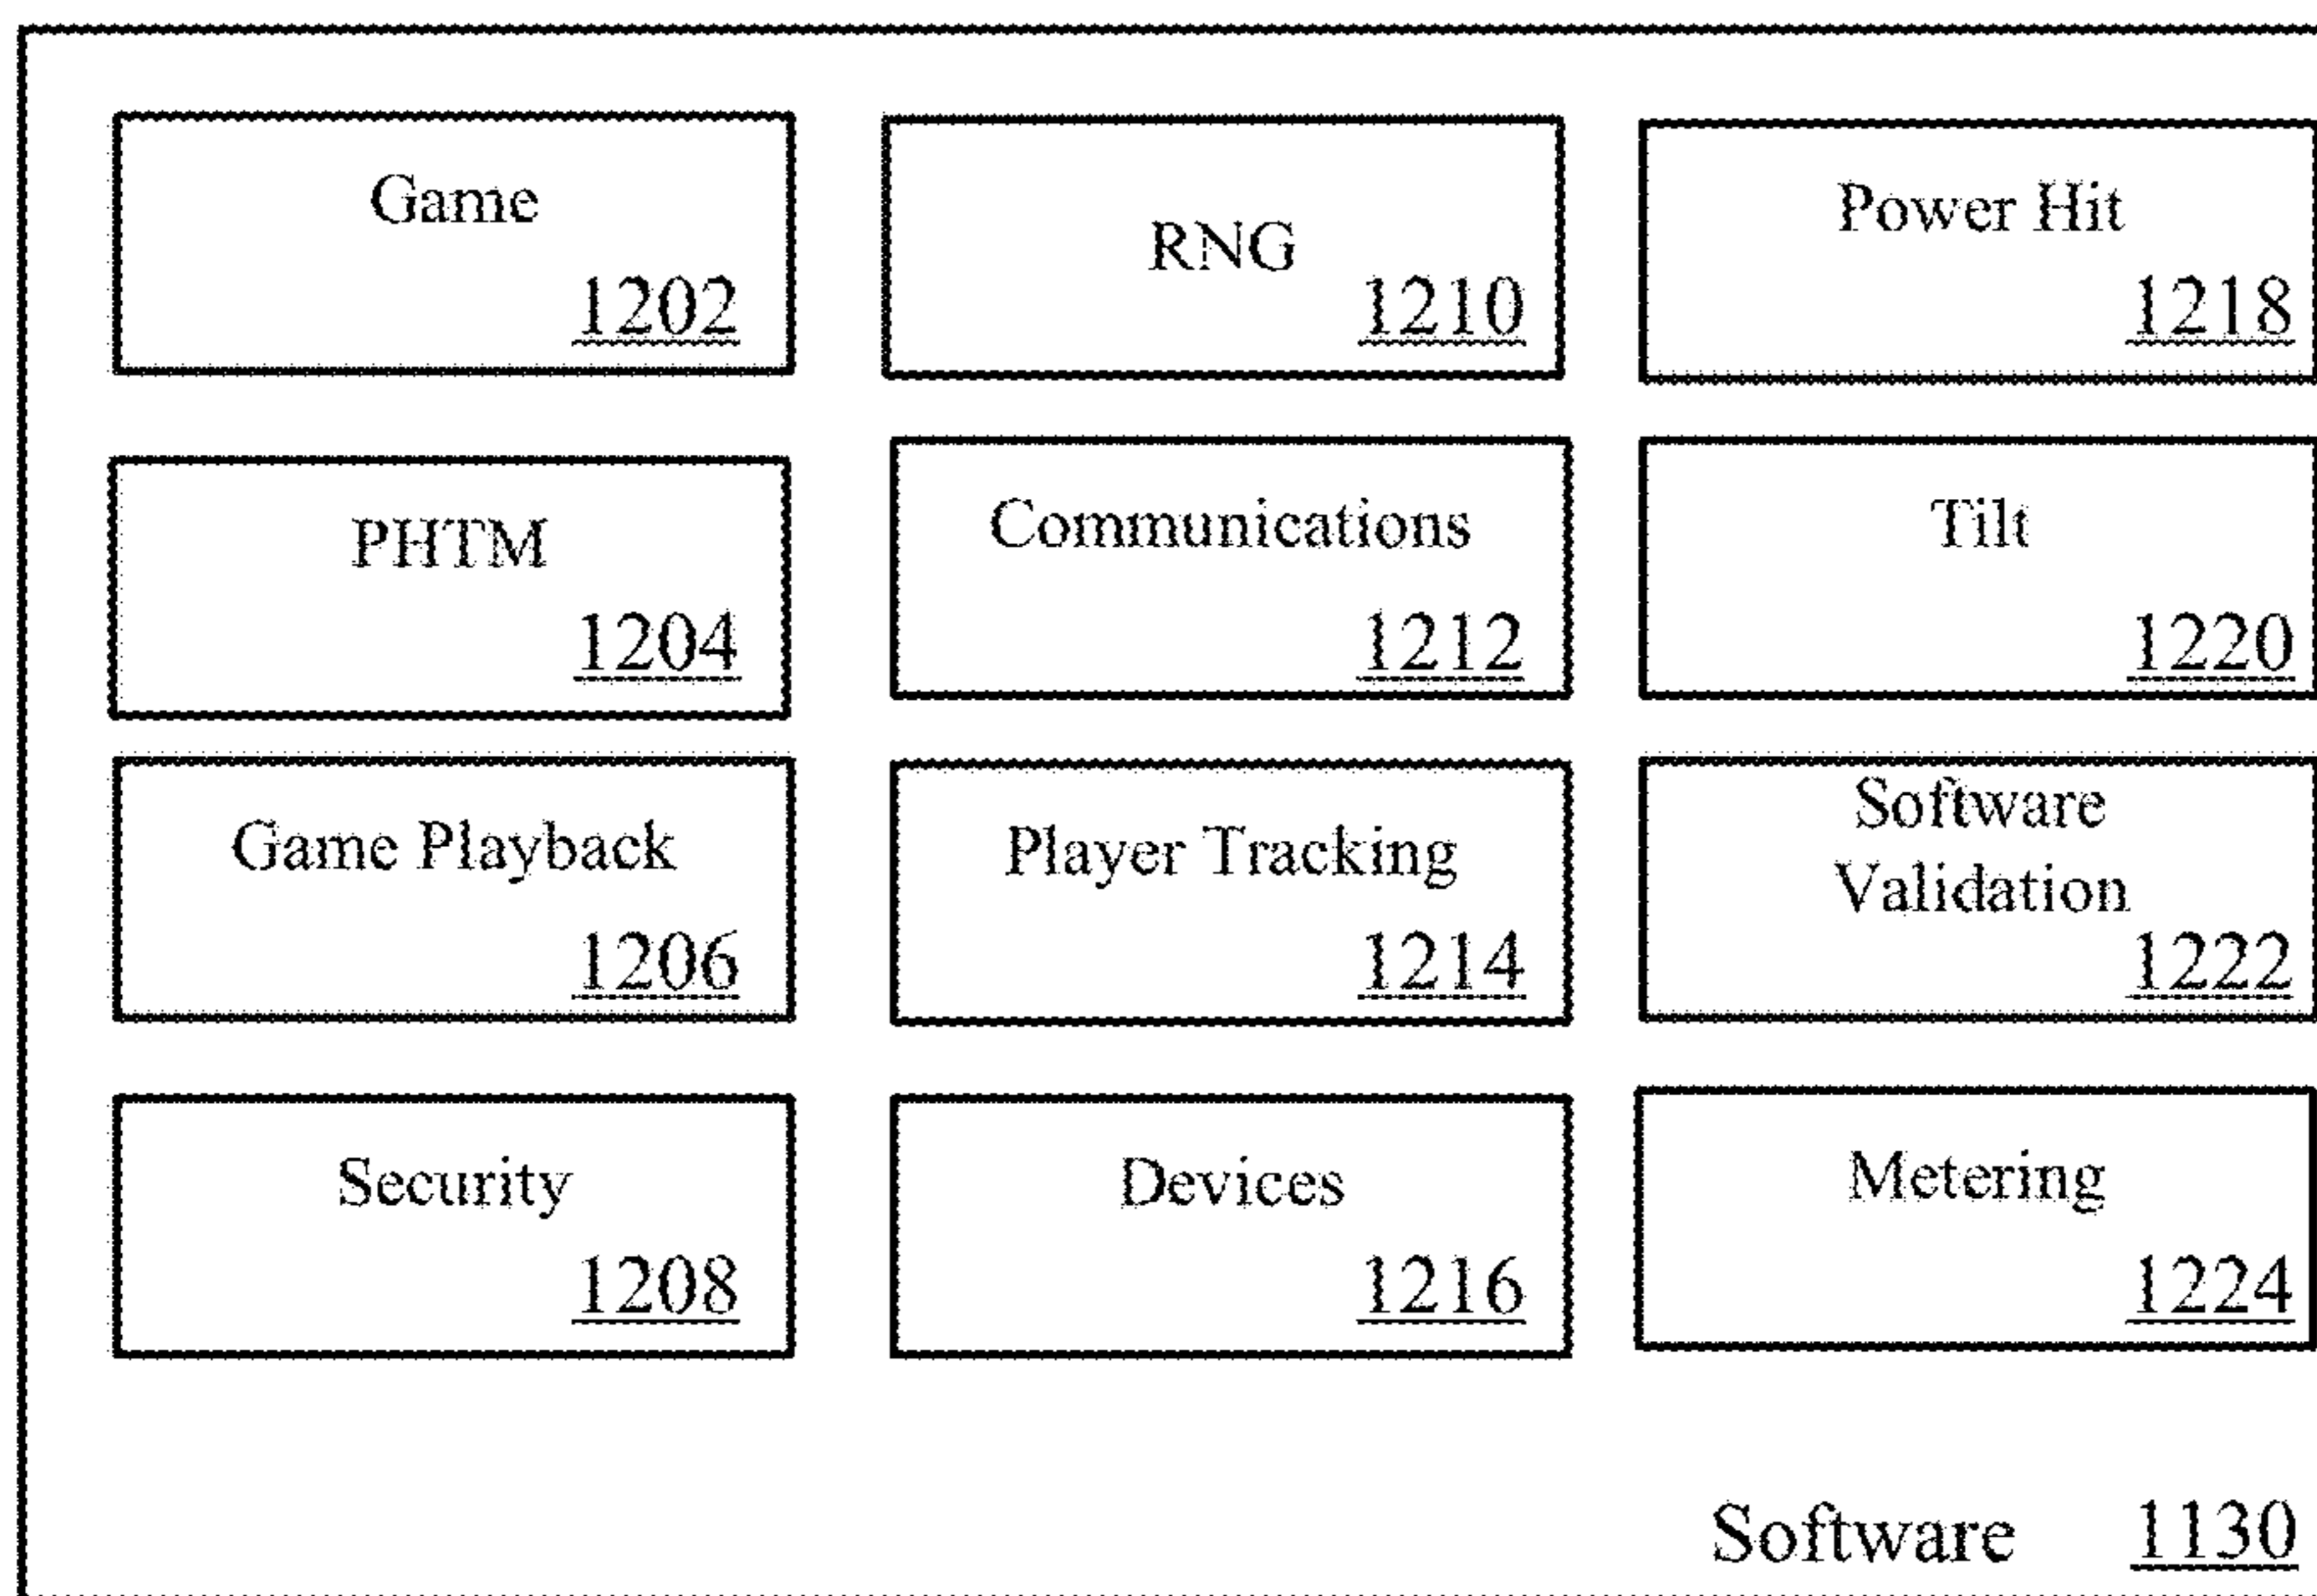 Game
1202
RNG
1210
Power Hit
1218
PHTM
1204
Communications
1212
Tilt
1220
Game Playback
1206
Player Tracking
1214
Software
Validation
1222
Security
1208
Devices
1216
Metering
1224
Software 1130